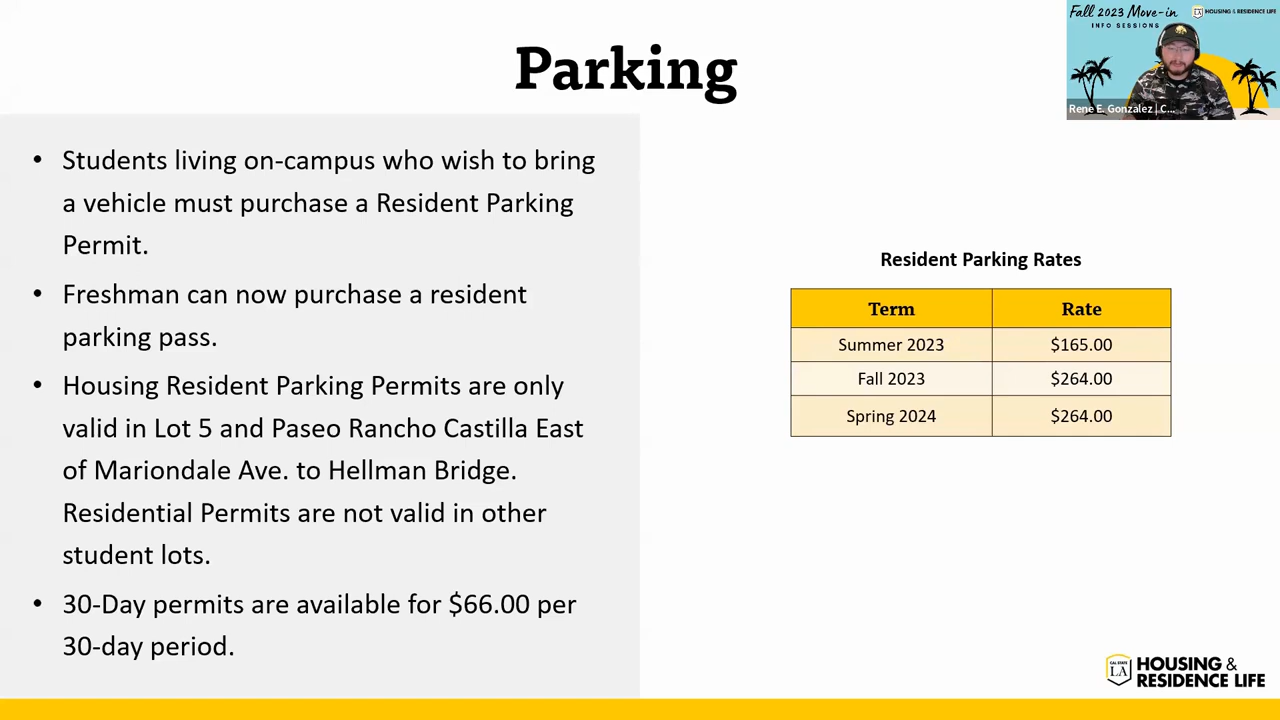 Parking
Fall 2023 Move-in
INFO SESSIONS
LA HOUSING & RESIDENCE LIFE
Rene E. Gonzalez | C...
• Students living on-campus who wish to bring
a vehicle must purchase a Resident Parking
Permit.
• Freshman can now purchase a resident
parking pass.
• Housing Resident Parking Permits are only
valid in Lot 5 and Paseo Rancho Castilla East
of Mariondale Ave. to Hellman Bridge.
Residential Permits are not valid in other
student lots.
• 30-Day permits are available for $66.00 per
30-day period.
Resident Parking Rates
Term Rate
Summer 2023 $165.00
Fall 2023 $264.00
Spring 2024 $264.00
CAL STATE
LA
HOUSING &
RESIDENCE LIFE